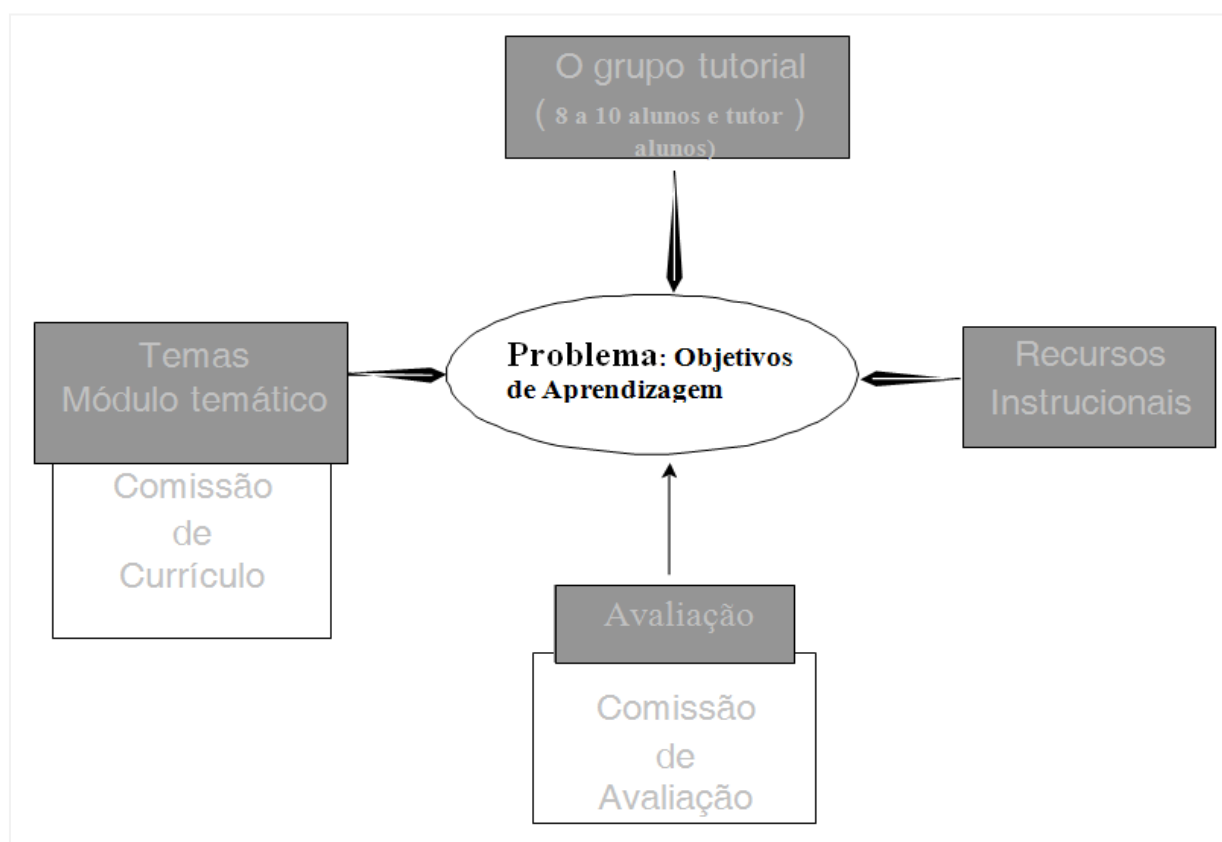 O grupo tutorial
( 8 a 10 alunos e tutor )
alunos)
Problema: Objetivos
de Aprendizagem
Temas
Módulo temático
Comissão
de
Currículo
Recursos
Instrucionais
Avaliação
Comissão
de
Avaliação